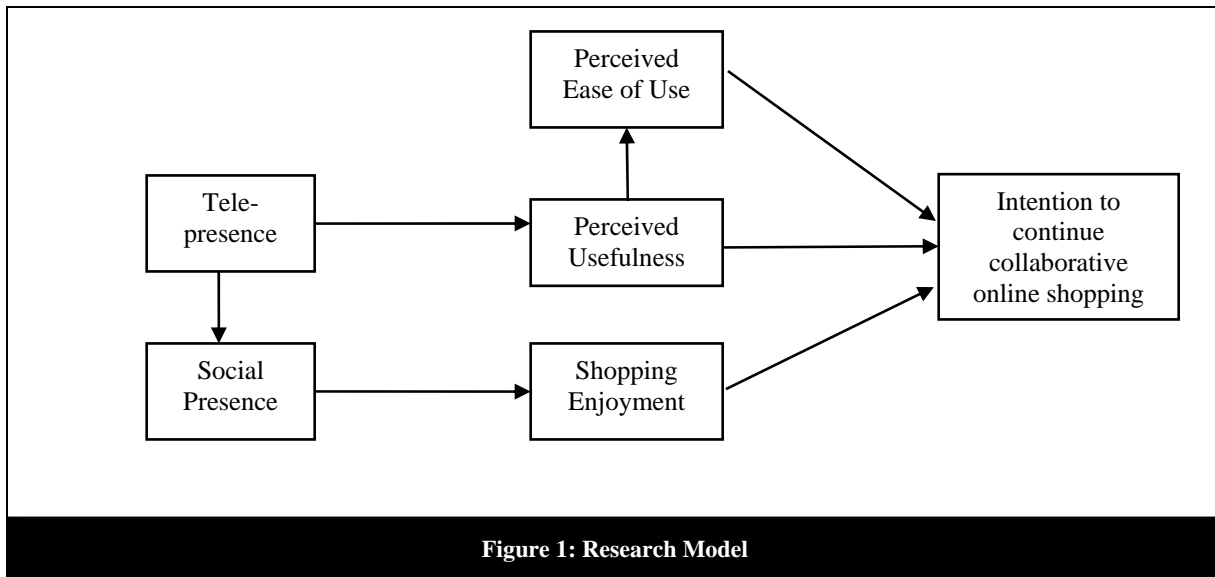 Perceived
Ease of Use
Tele-
presence
Perceived
Usefulness
Intention to
continue
collaborative
online shopping
Social
Presence
Shopping
Enjoyment
Figure 1: Research Model